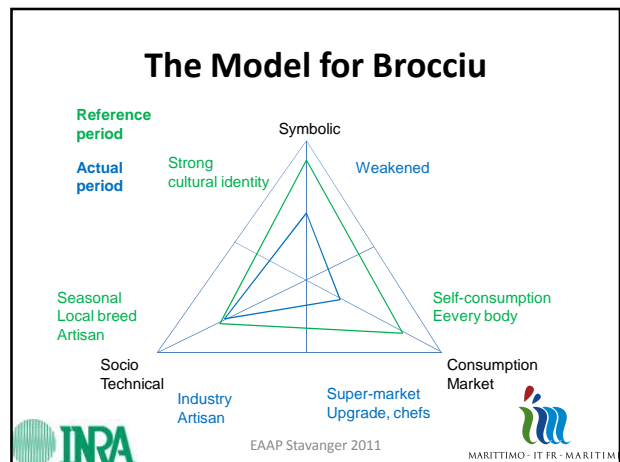 The Model for Brocciu
Reference
period
Actual
period
Symbolic
Strong
cultural identity
Weakened
Seasonal
Local breed
Artisan
Self-consumption
Eevery body
Socio
Technical
Consumption
Market
Industry
Artisan
Super-market
Upgrade, chefs
INRA
EAAP Stavanger 2011
MARITTIMO - IT FR - MARITIM